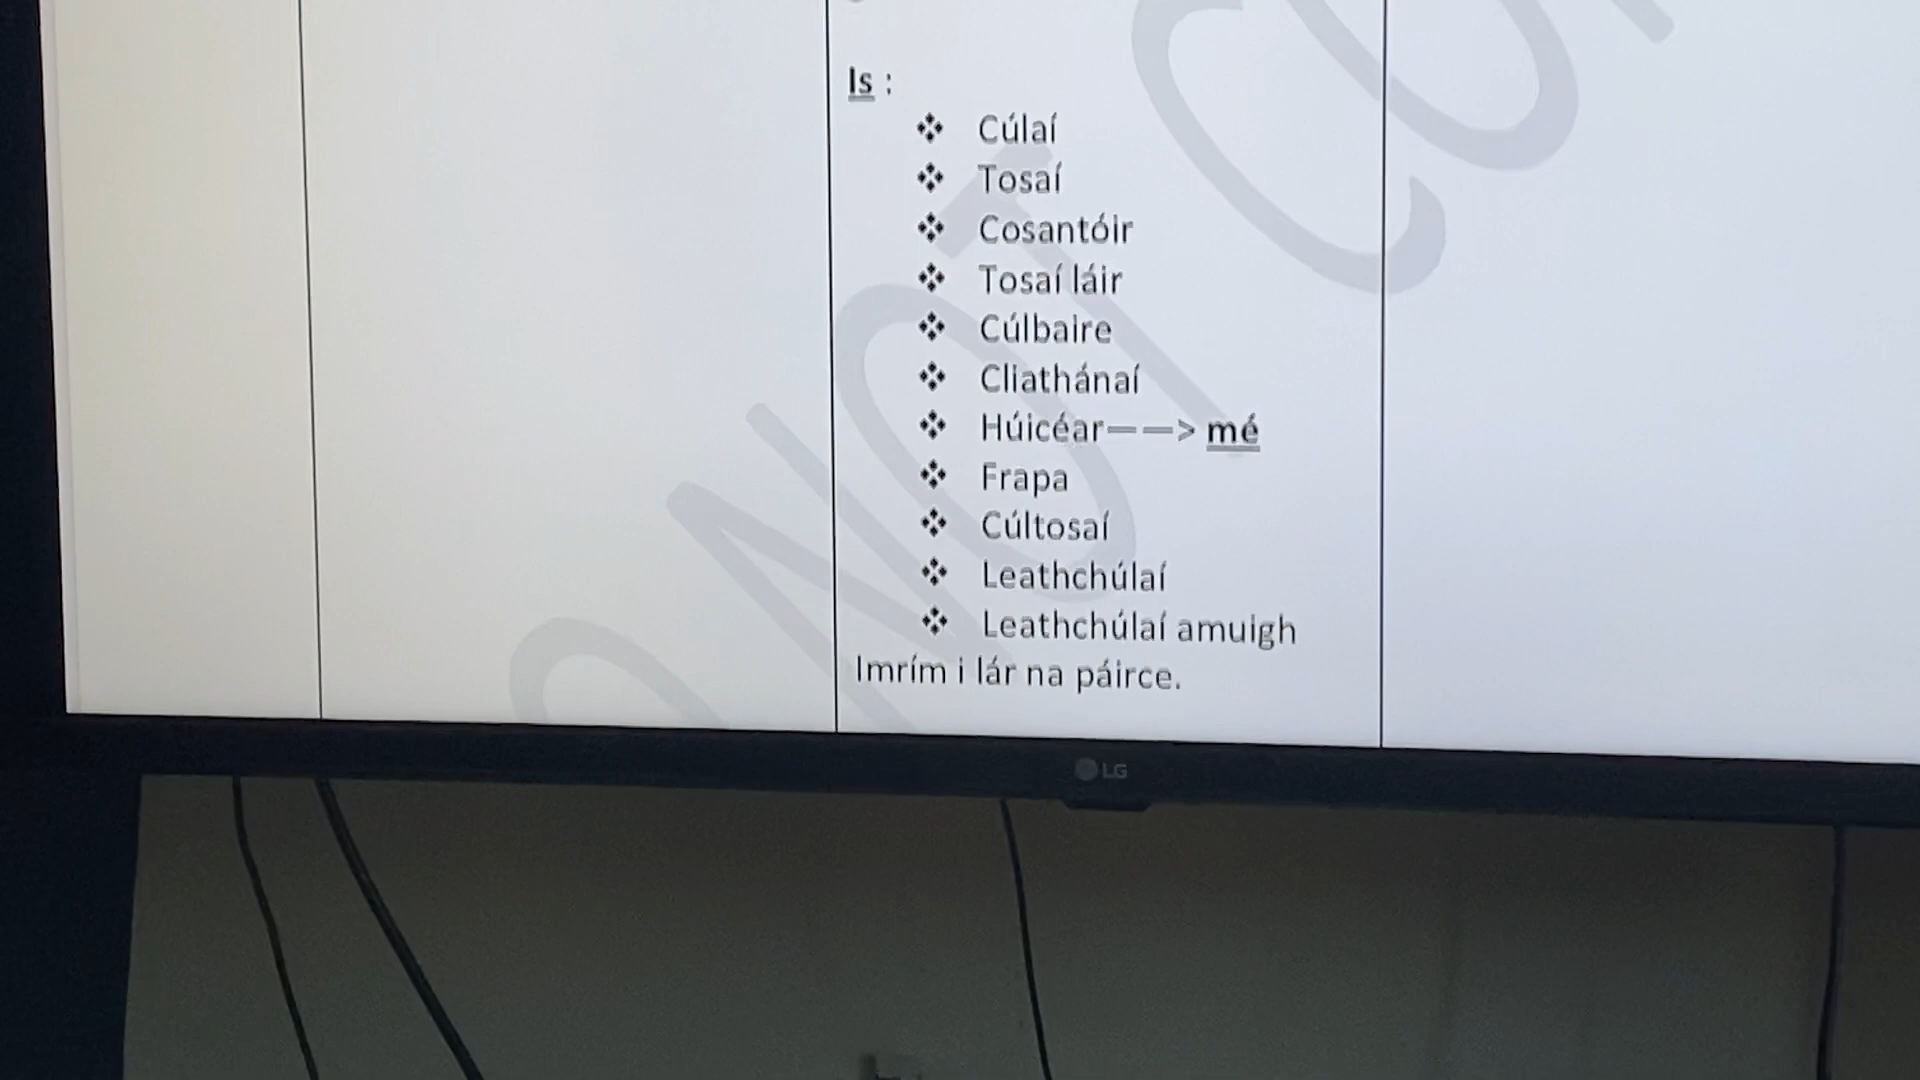 Is :
❖ Cúlaí
❖ Tosaí
❖ Cosantóir
❖ Tosaí láir
❖ Cúlbaire
❖ Cliathánaí
❖ Húicéar——> mé
❖ Frapa
❖ Cúltosaí
❖ Leathchúlaí
❖ Leathchúlaí amuigh
Imrím i lár na páirce.
NOT
LG